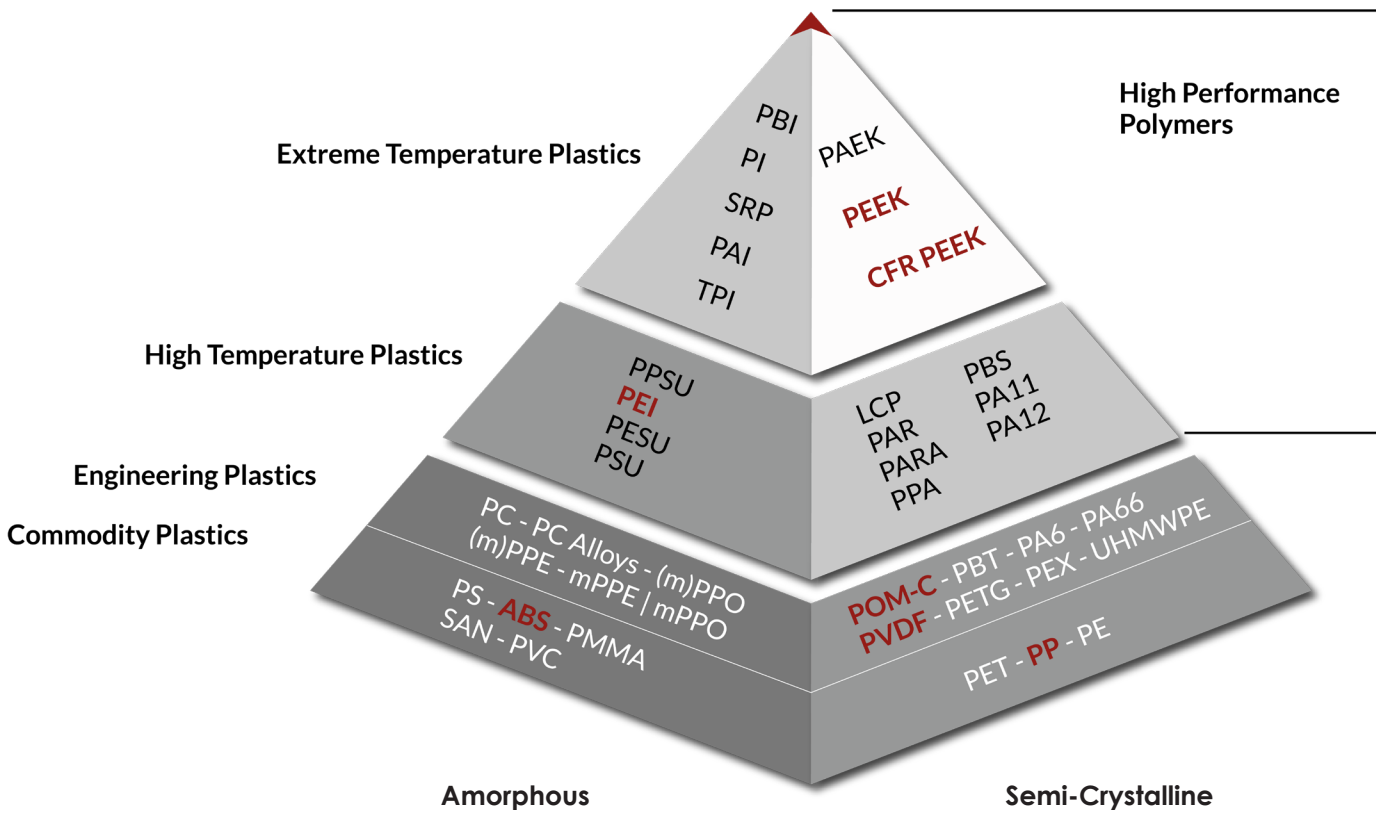 High Performance
Polymers
Extreme Temperature Plastics
PBI
PI
SRP
PAI
TPI
PAEK
PEEK
CFR PEEK
High Temperature Plastics
PPSU
PEI
PESU
PSU
LCP
PAR
PARA
PPA
PBS
PA11
PA12
Engineering Plastics
PC - PC Alloys - (m)PPO
(m)PPE - mPPE | mPPO
POM-C - PBT - PA6 - PA66
PVDF - PETG - PEX - UHMWPE
Commodity Plastics
PS - ABS - PMMA
SAN - PVC
PET - PP - PE
Amorphous
Semi-Crystalline